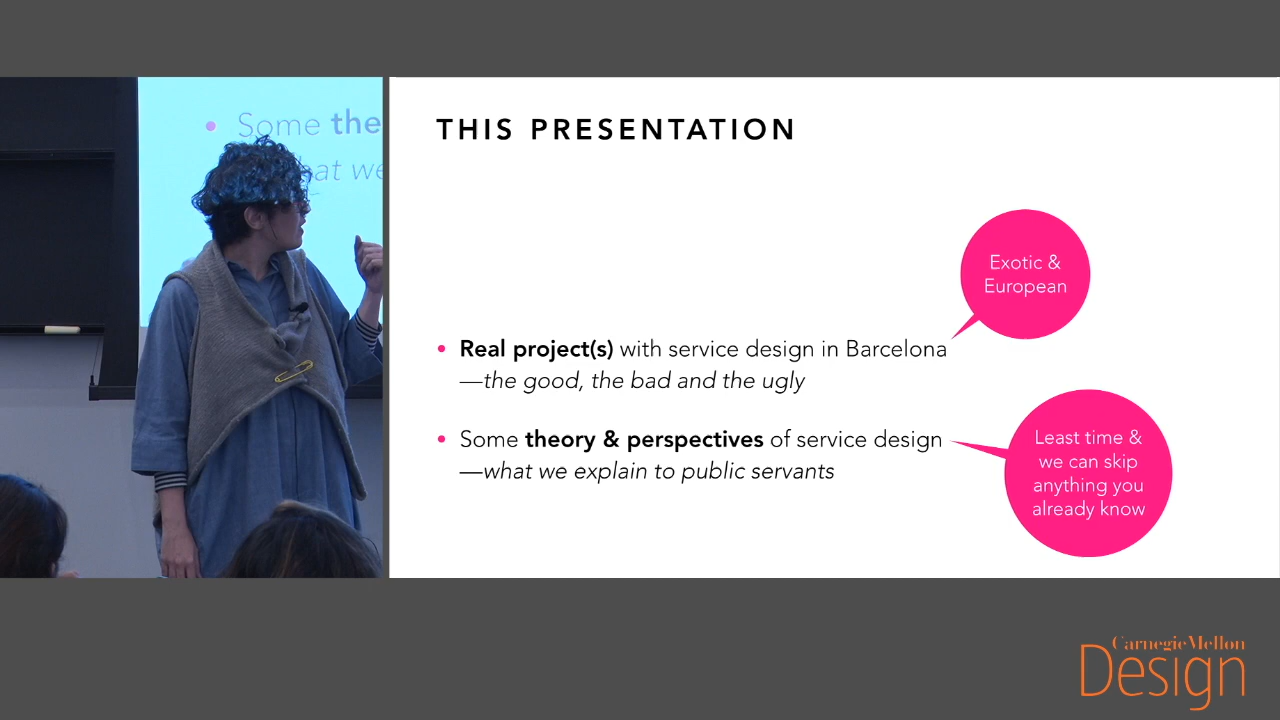 • Some the
hat we
THIS PRESENTATION
Exotic &
European
• Real project(s) with service design in Barcelona
—the good, the bad and the ugly
• Some theory & perspectives of service design
—what we explain to public servants
Least time &
we can skip
anything you
already know
Carnegie Mellon
Design